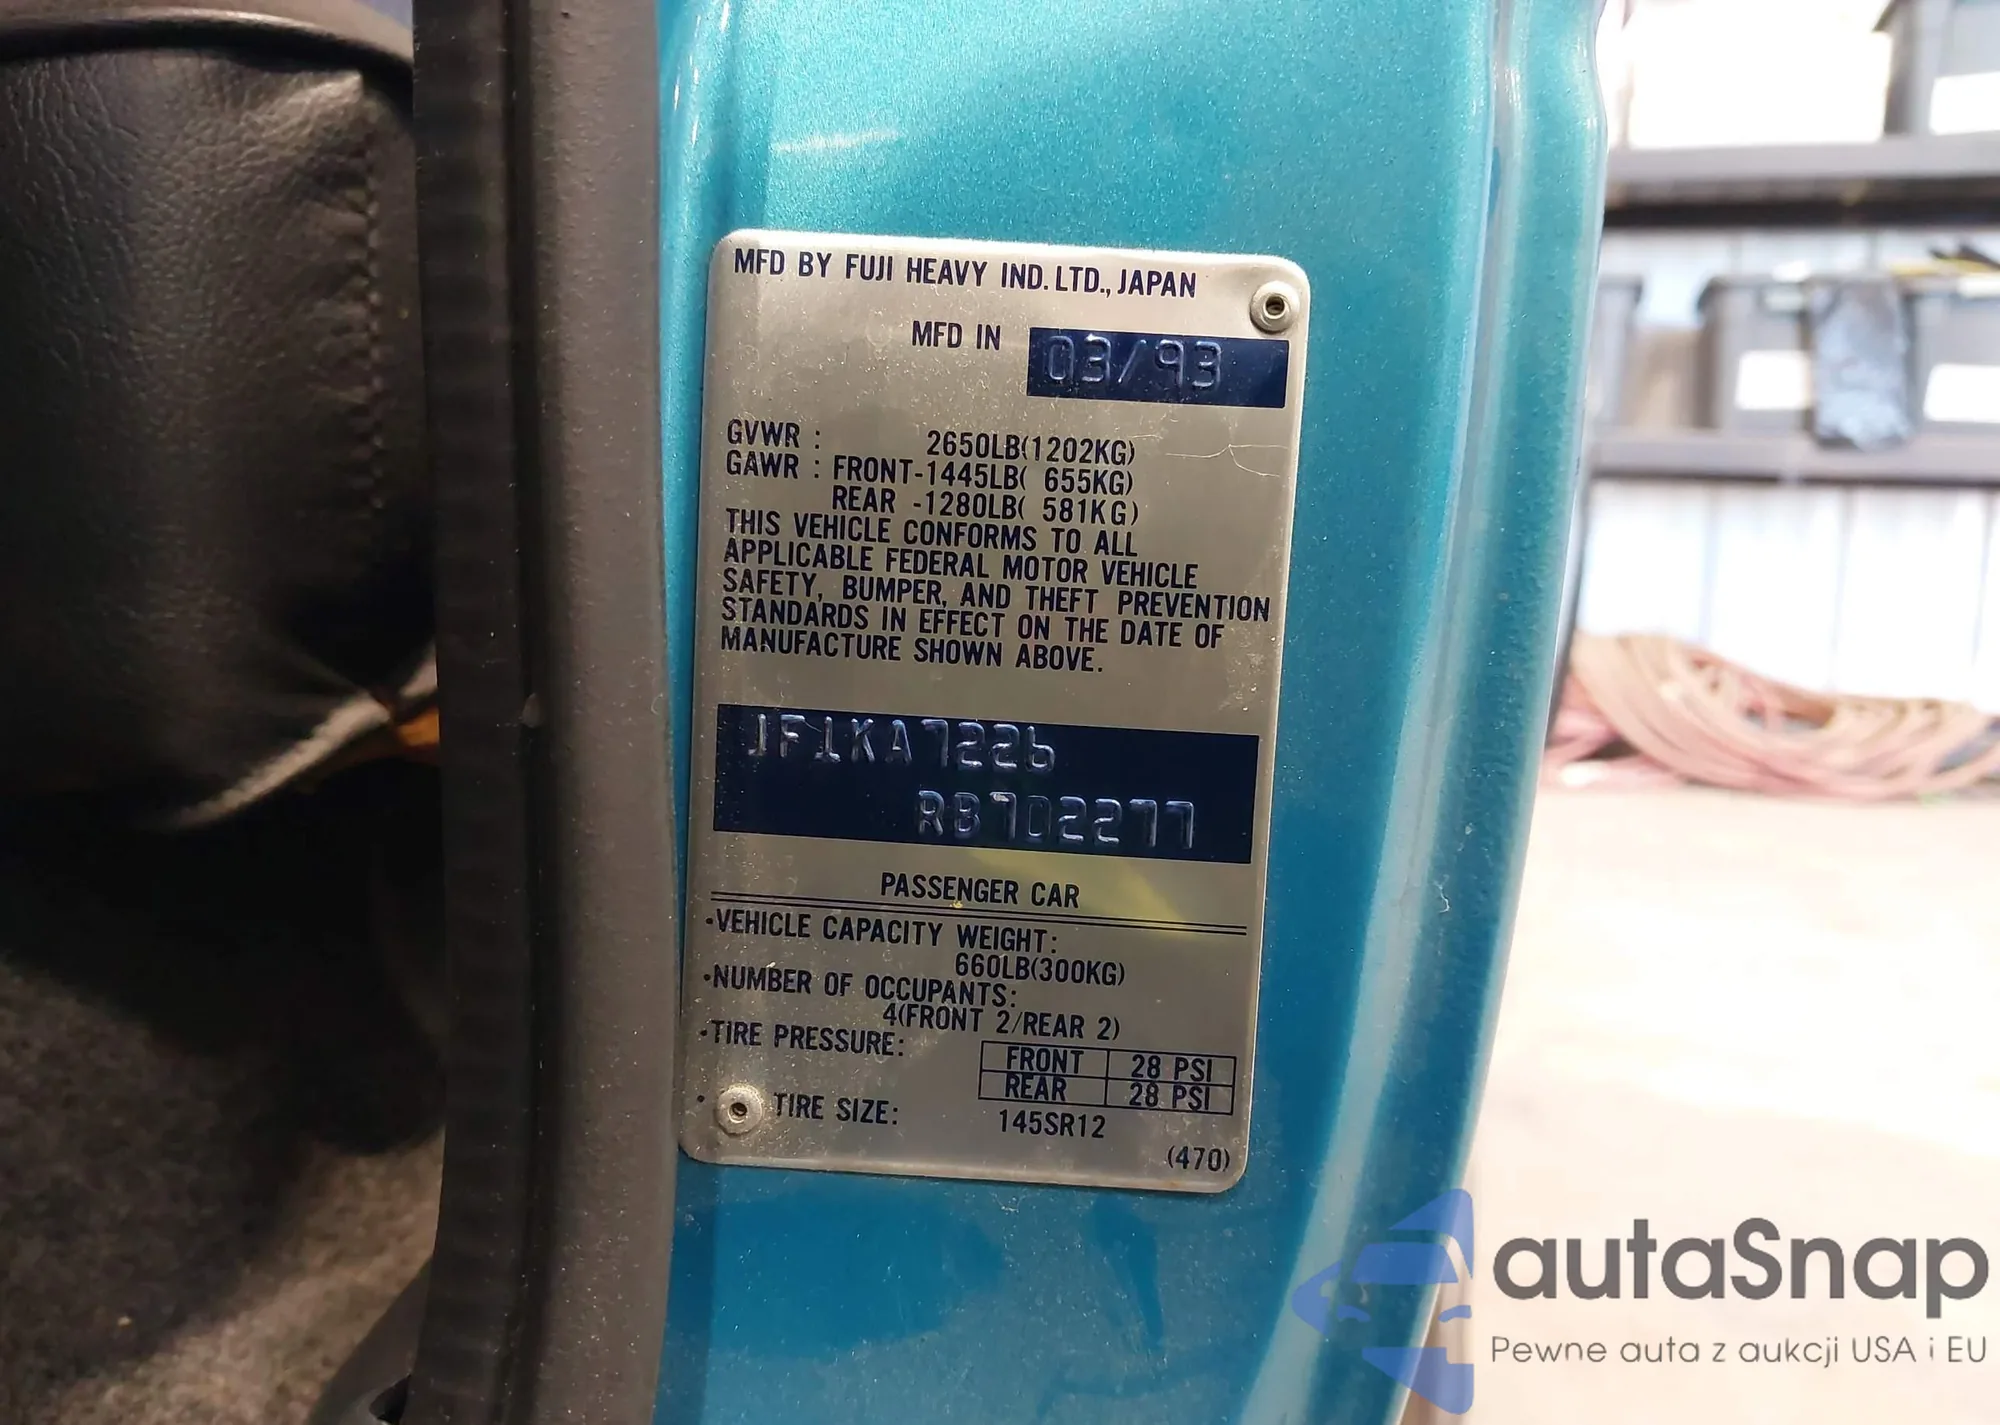 MFD BY FUJI HEAVY IND. LTD., JAPAN
MFD IN 03/93
GVWR : 2650LB(1202KG)
GAWR : FRONT-1445LB( 655KG)
REAR -1280LB( 581KG)
THIS VEHICLE CONFORMS TO ALL
APPLICABLE FEDERAL MOTOR VEHICLE
SAFETY, BUMPER, AND THEFT PREVENTION
STANDARDS IN EFFECT ON THE DATE OF
MANUFACTURE SHOWN ABOVE.
JF1KA7226
RB702277
PASSENGER CAR
·VEHICLE CAPACITY WEIGHT:
660LB(300KG)
·NUMBER OF OCCUPANTS:
4(FRONT 2/REAR 2)
·TIRE PRESSURE:
FRONT 28 PSI
REAR 28 PSI
· TIRE SIZE: 145SR12
(470)
autaSnap
Pewne auta z aukcji USA i EU